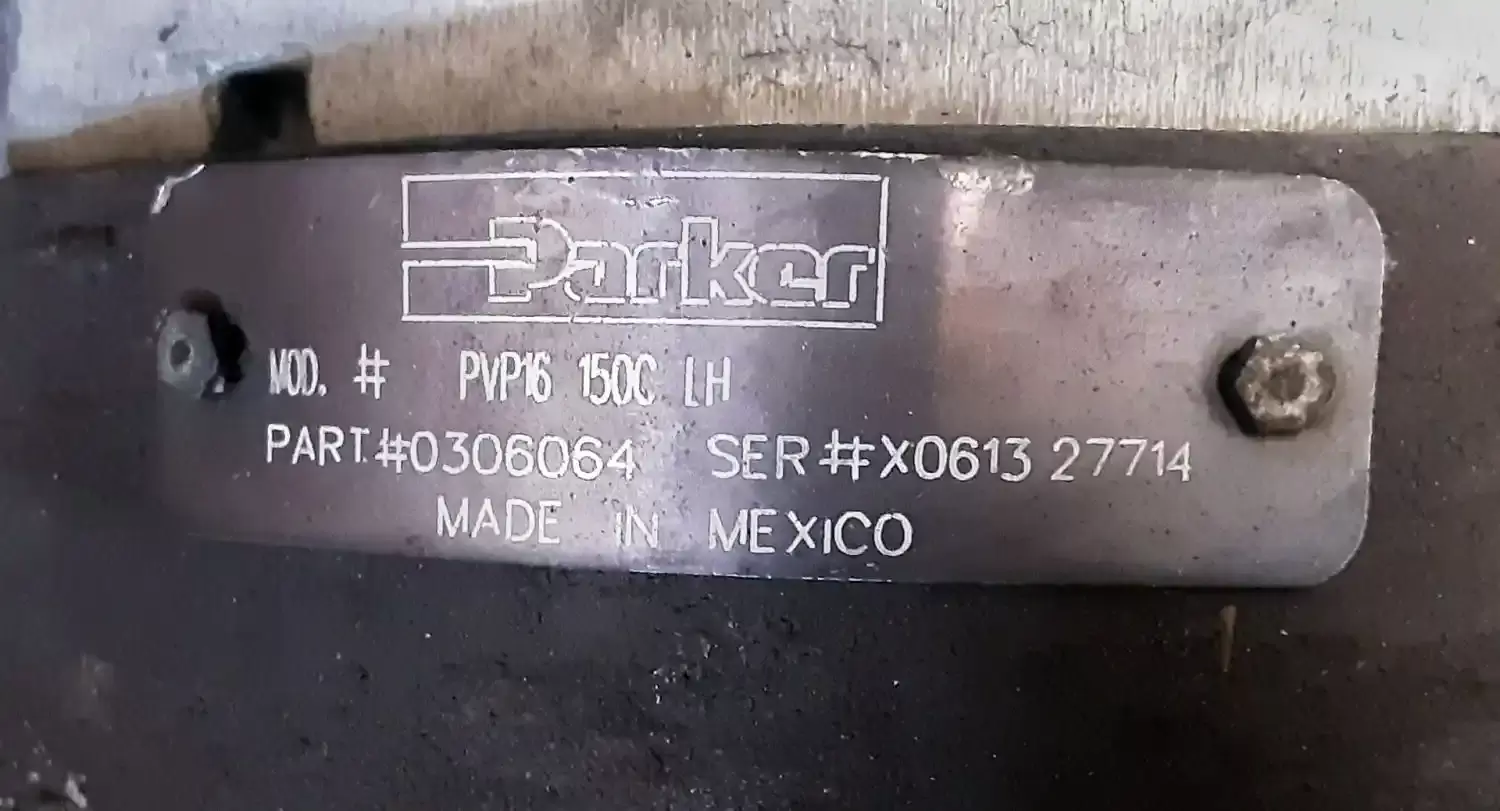 Parker
MOD. # PVP16 150C LH
PART.#0306064 SER#X0613 27714
MADE IN MEXICO